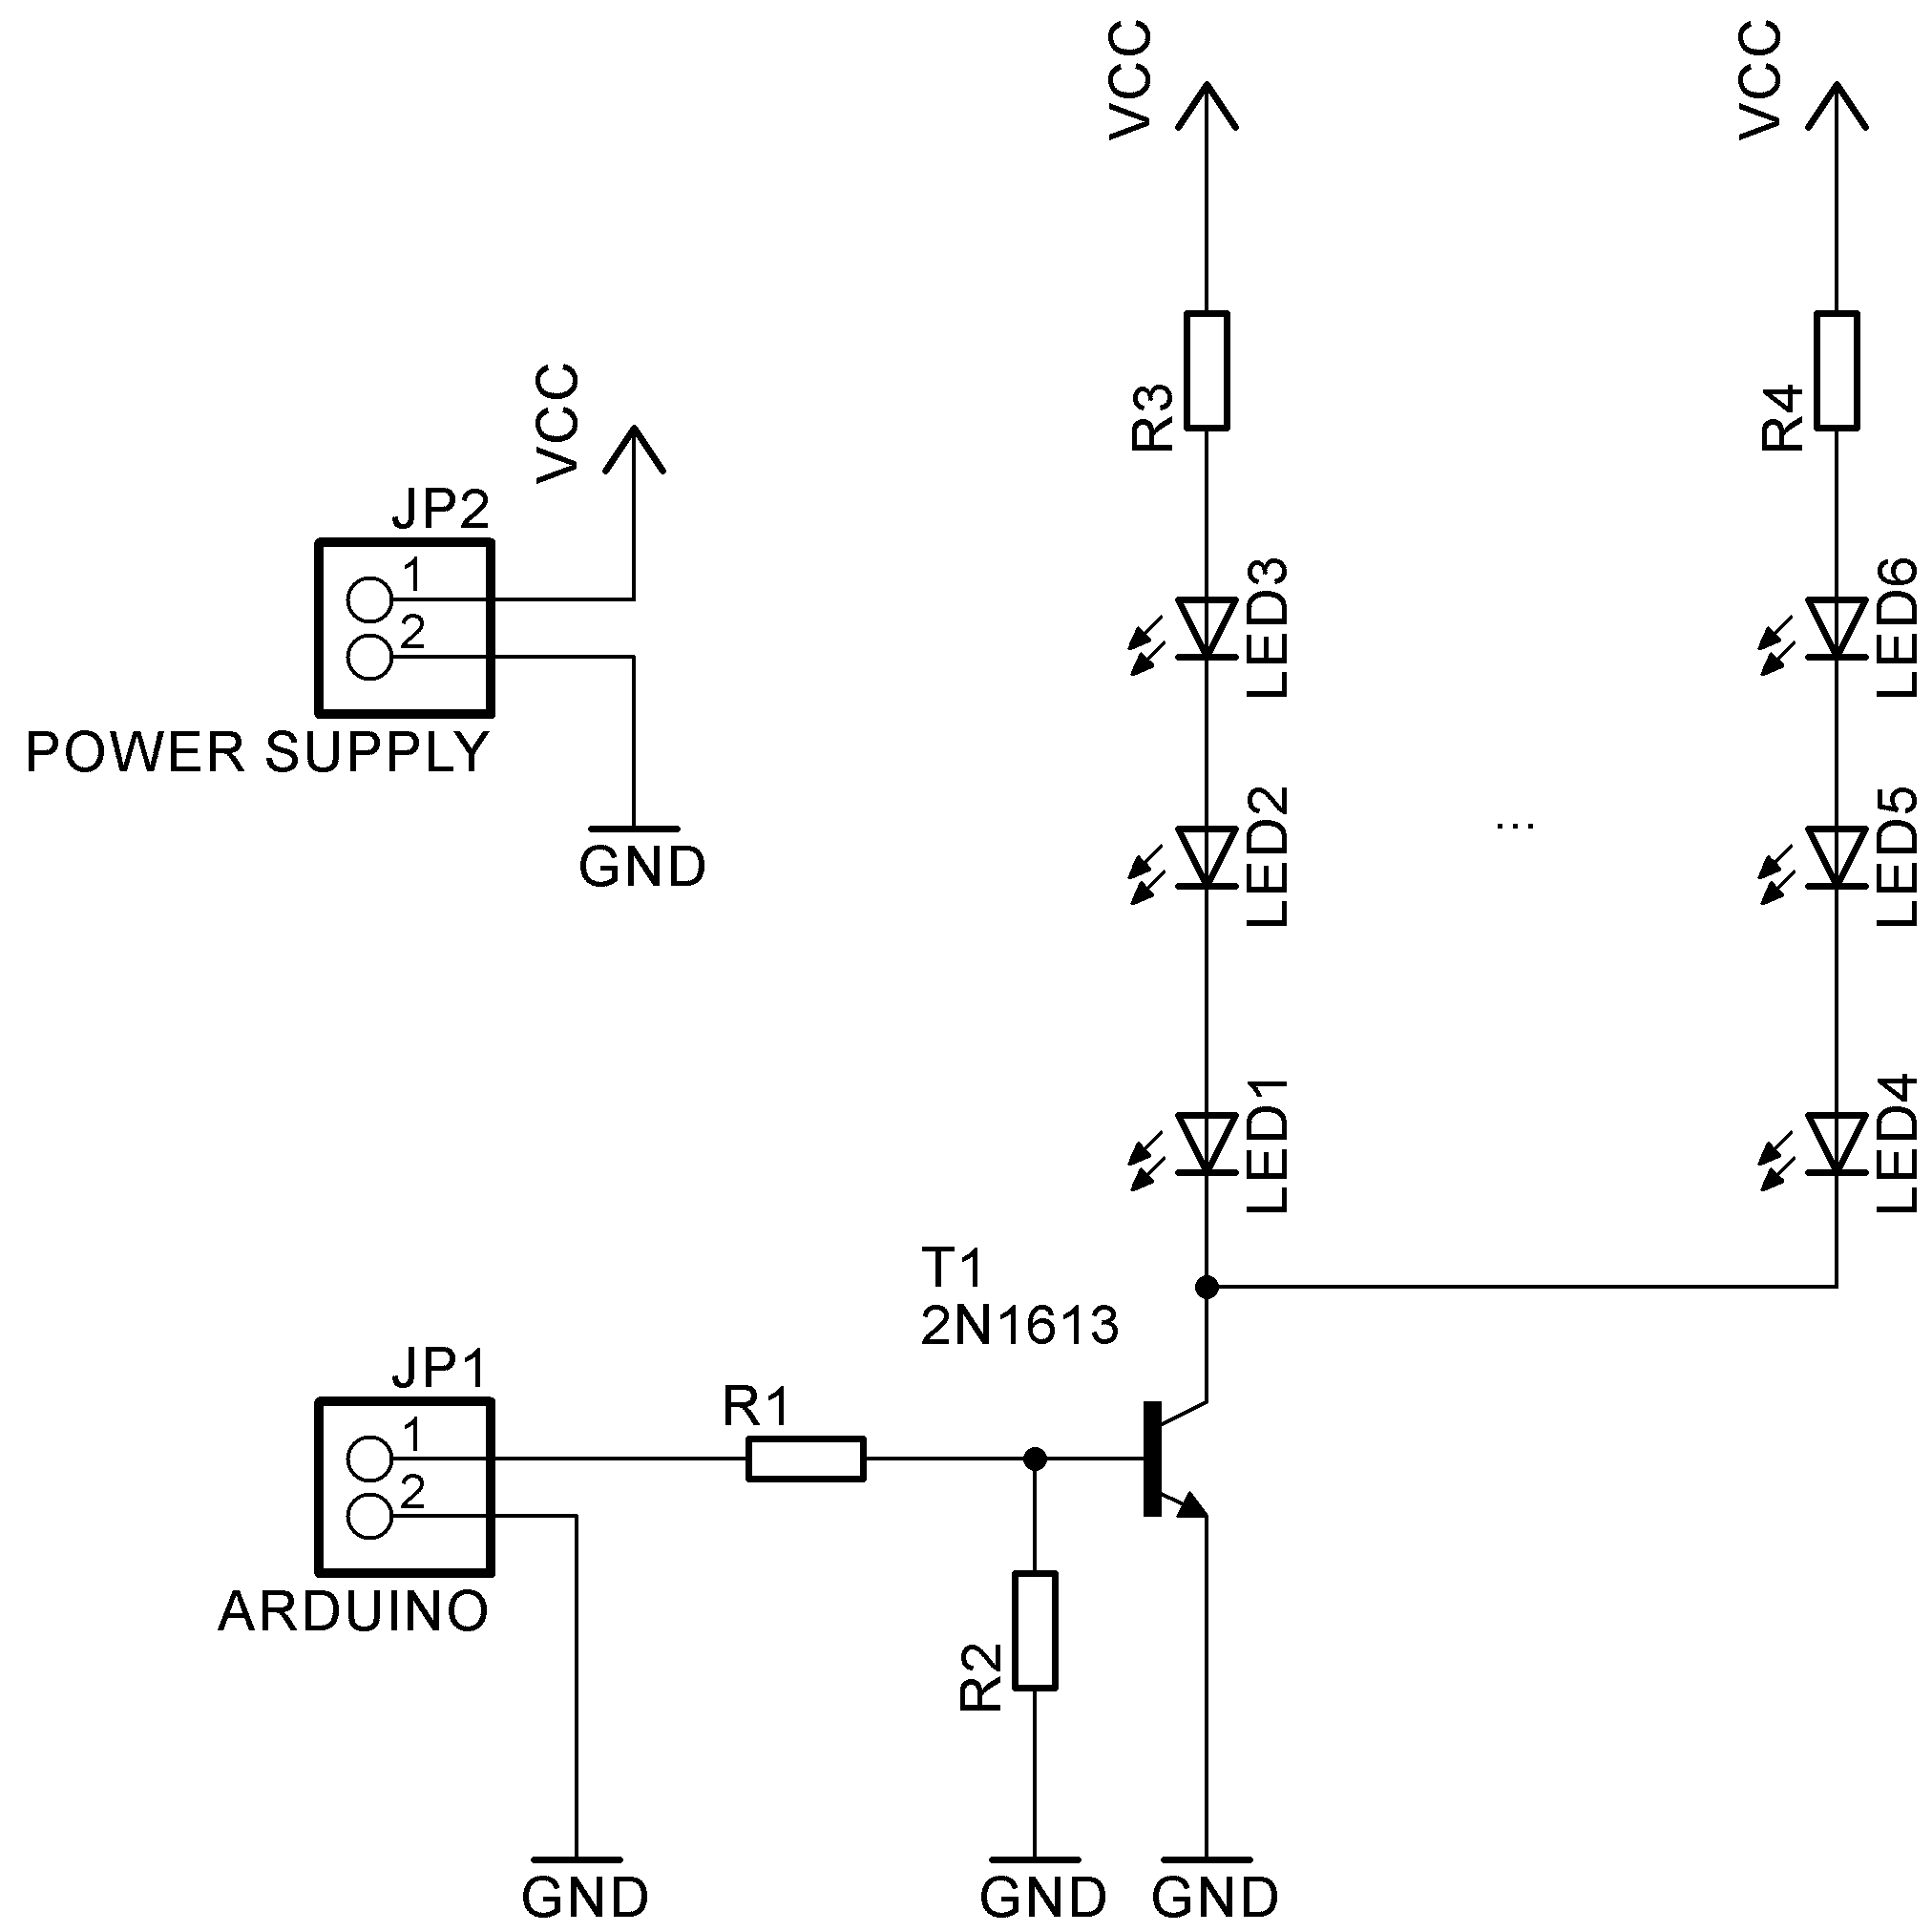 VCC
VCC
R3
R4
VCC
JP2
1
2
POWER SUPPLY
GND
LED3
LED6
LED2
...
LED5
LED1
LED4
T1
2N1613
JP1
1
2
ARDUINO
R1
R2
GND
GND
GND